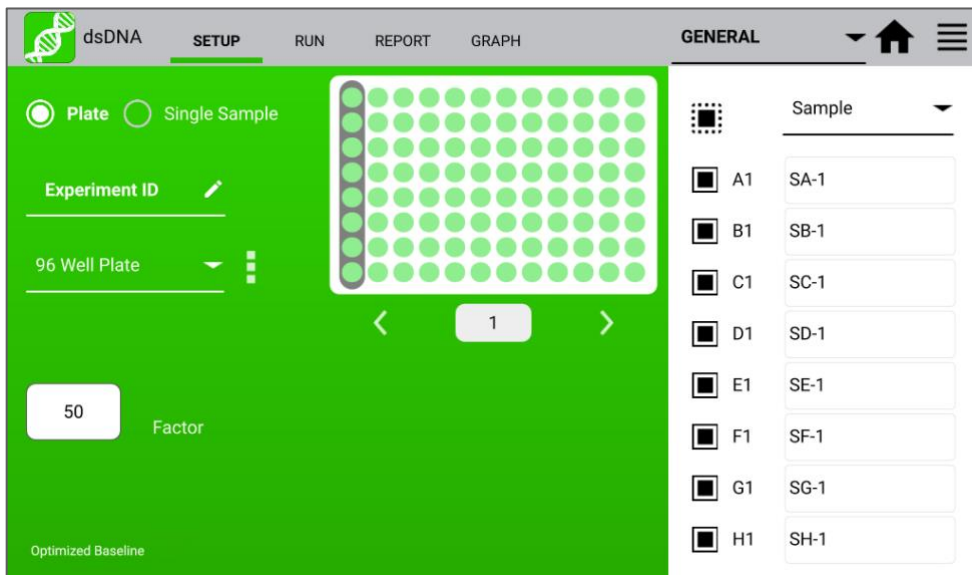 dsDNA SETUP RUN REPORT GRAPH GENERAL
Plate Single Sample
Experiment ID
96 Well Plate
1
50 Factor
Optimized Baseline
Sample
A1 SA-1
B1 SB-1
C1 SC-1
D1 SD-1
E1 SE-1
F1 SF-1
G1 SG-1
H1 SH-1